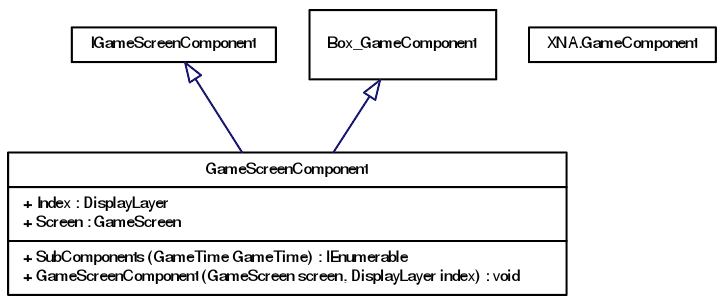 IGameScreenComponent
Box_GameComponent
XNA.GameComponent
GameScreenComponent
+ Index : DisplayLayer
+ Screen : GameScreen
+ SubComponents (GameTime GameTime) : IEnumerable
+ GameScreenComponent (GameScreen screen, DisplayLayer index) : void